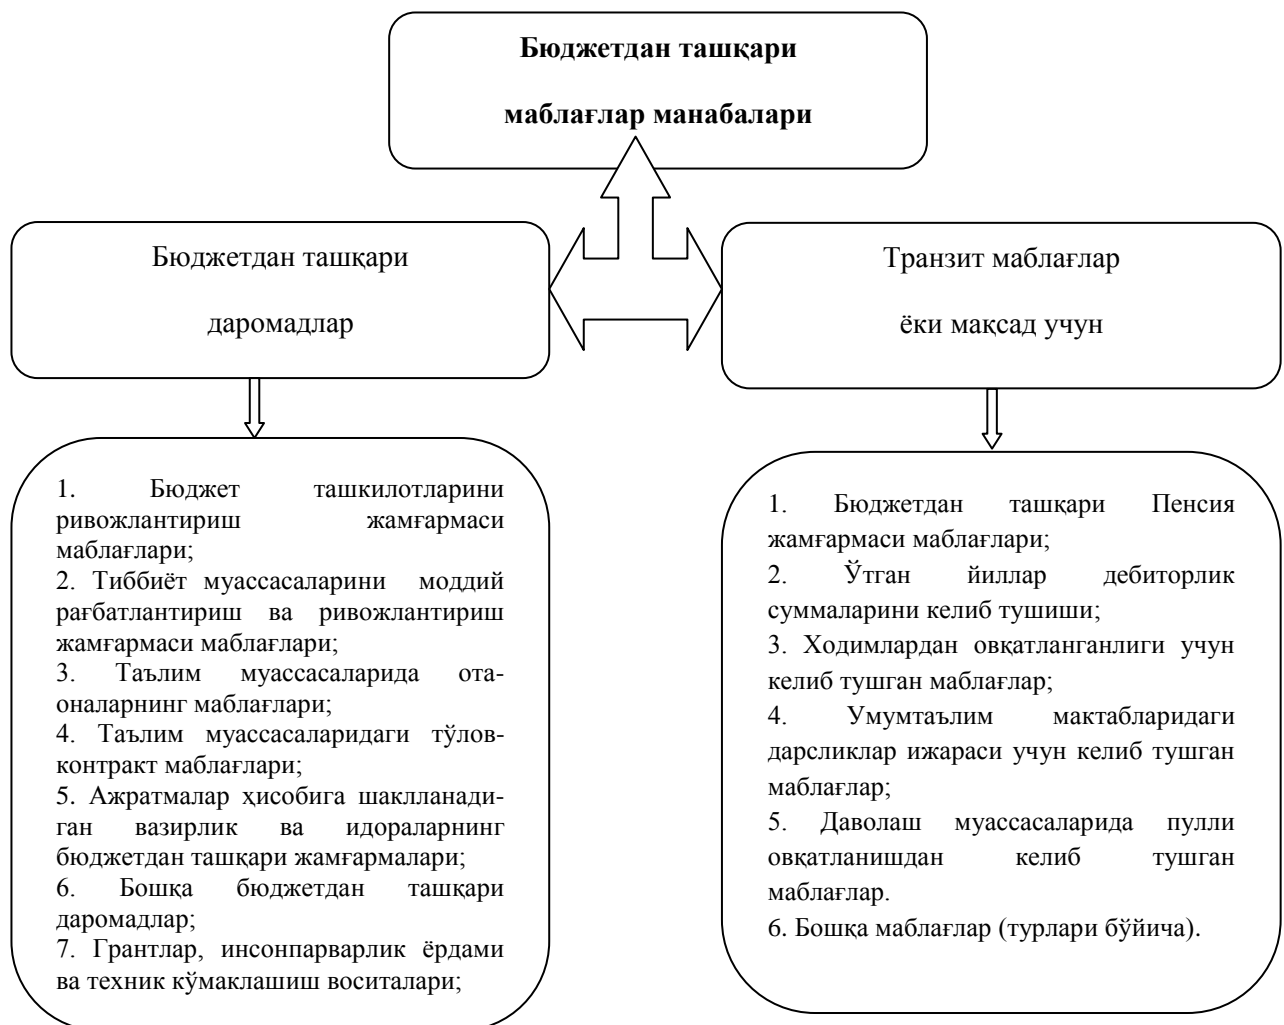 Бюджетдан ташқари
маблағлар манабалари
Бюджетдан ташқари
даромадлар
Транзит маблағлар
ёки мақсад учун
1. Бюджет ташкилотларини
ривожлантириш жамғармаси
маблағлари;
2. Тиббиёт муассасаларини моддий
рағбатлантириш ва ривожлантириш
жамғармаси маблағлари;
3. Таълим муассасаларида ота-
оналарнинг маблағлари;
4. Таълим муассасаларидаги тўлов-
контракт маблағлари;
5. Ажратмалар ҳисобига шаклланади-
ган вазирлик ва идораларнинг
бюджетдан ташқари жамғармалари;
6. Бошқа бюджетдан ташқари
даромадлар;
7. Грантлар, инсонпарварлик ёрдами
ва техник кўмаклашиш воситалари;
1. Бюджетдан ташқари Пенсия
жамғармаси маблағлари;
2. Ўтган йиллар дебиторлик
суммаларини келиб тушиши;
3. Ходимлардан овқатланганлиги учун
келиб тушган маблағлар;
4. Умумтаълим мактабларидаги
дарсликлар ижараси учун келиб тушган
маблағлар;
5. Даволаш муассасаларида пулли
овқатланишдан келиб тушган
маблағлар.
6. Бошқа маблағлар (турлари бўйича).